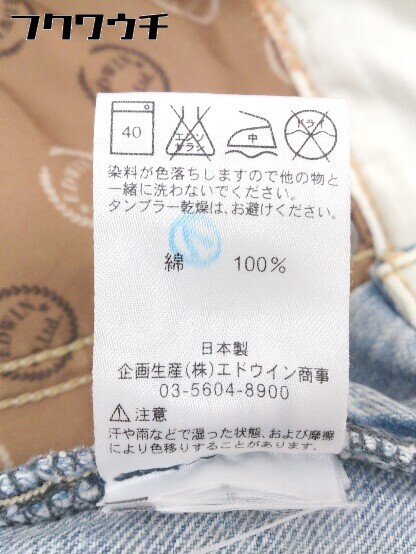 フクワウチ
40
エンソ
サラシ
中
ドライ
染料が色落ちしますので他の物と
一緒に洗わないでください。
タンブラー乾燥は、お避けください。
綿 100%
日本製
企画生産(株)エドウイン商事
03-5604-8900
⚠注意
汗や雨などで湿った状態、および摩擦
により色移りすることがあります。
EDWIN